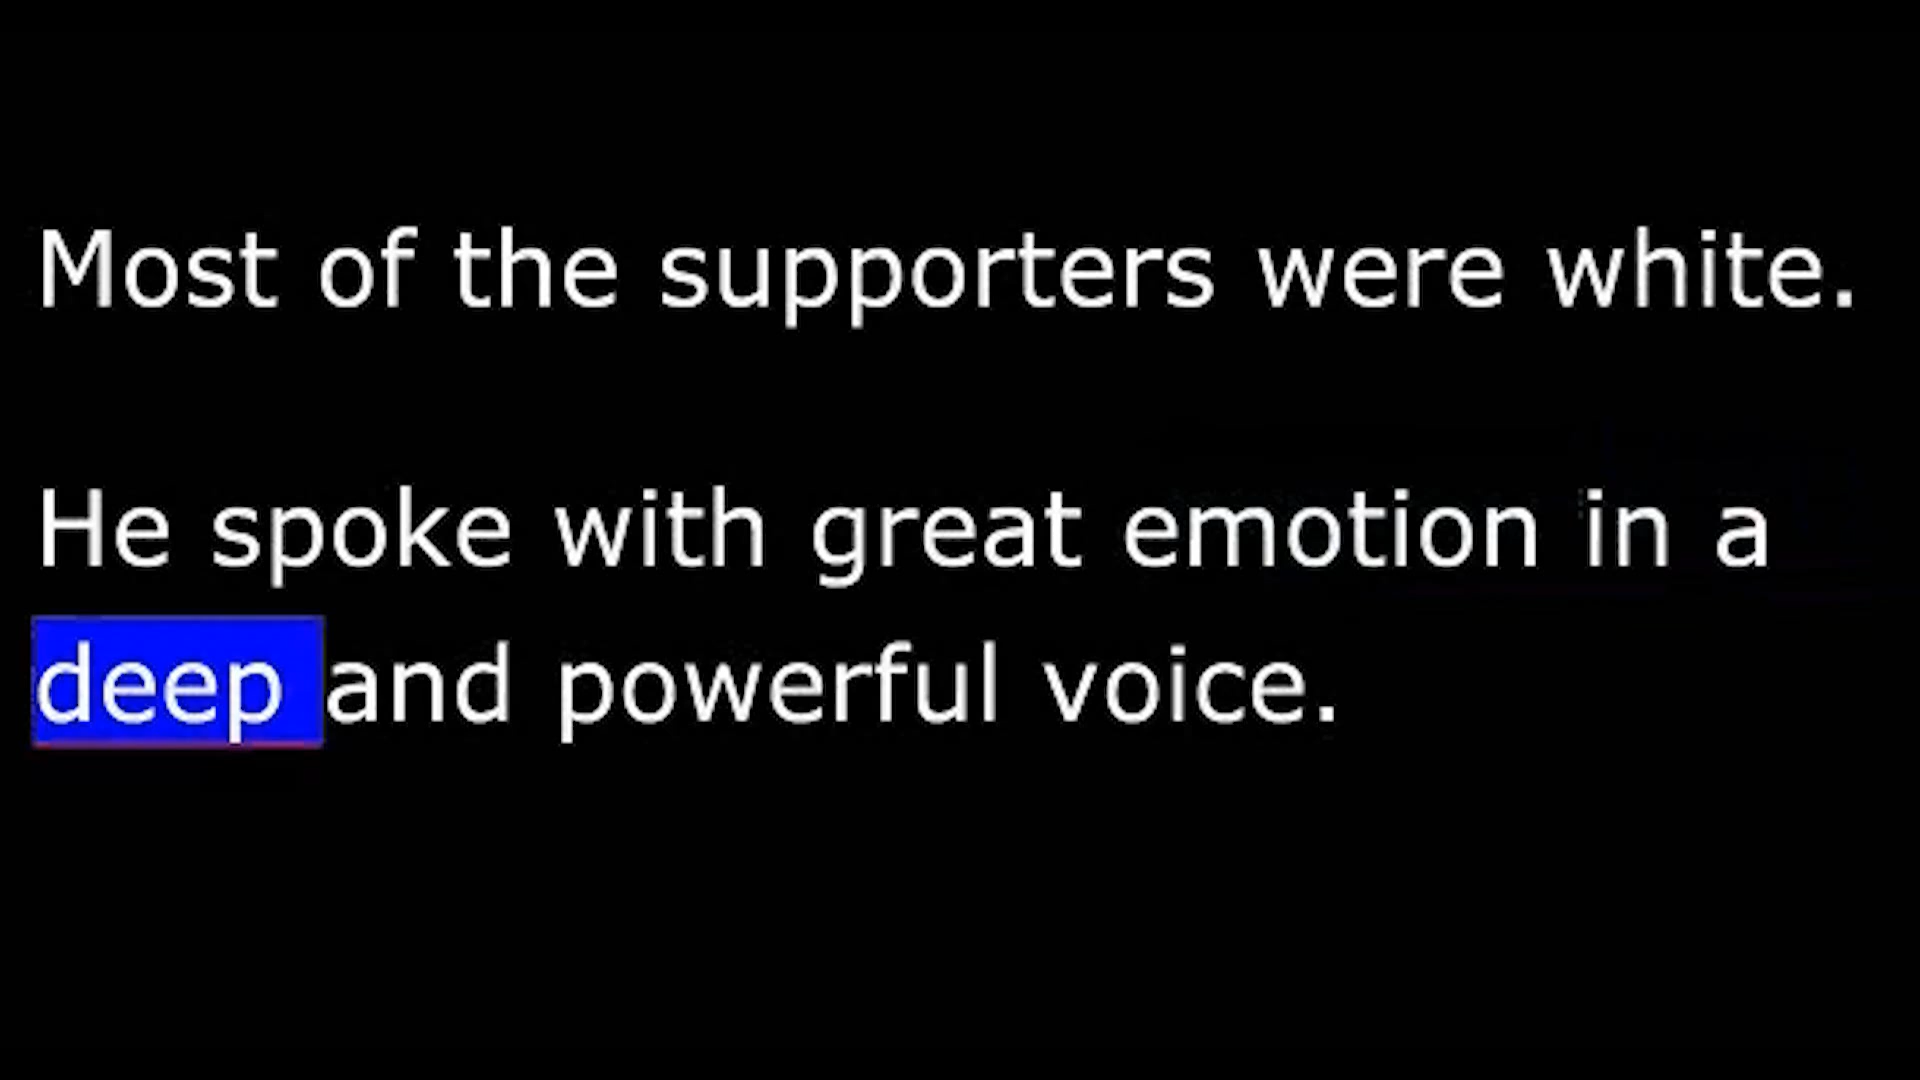 Most of the supporters were white.
He spoke with great emotion in a
deep and powerful voice.